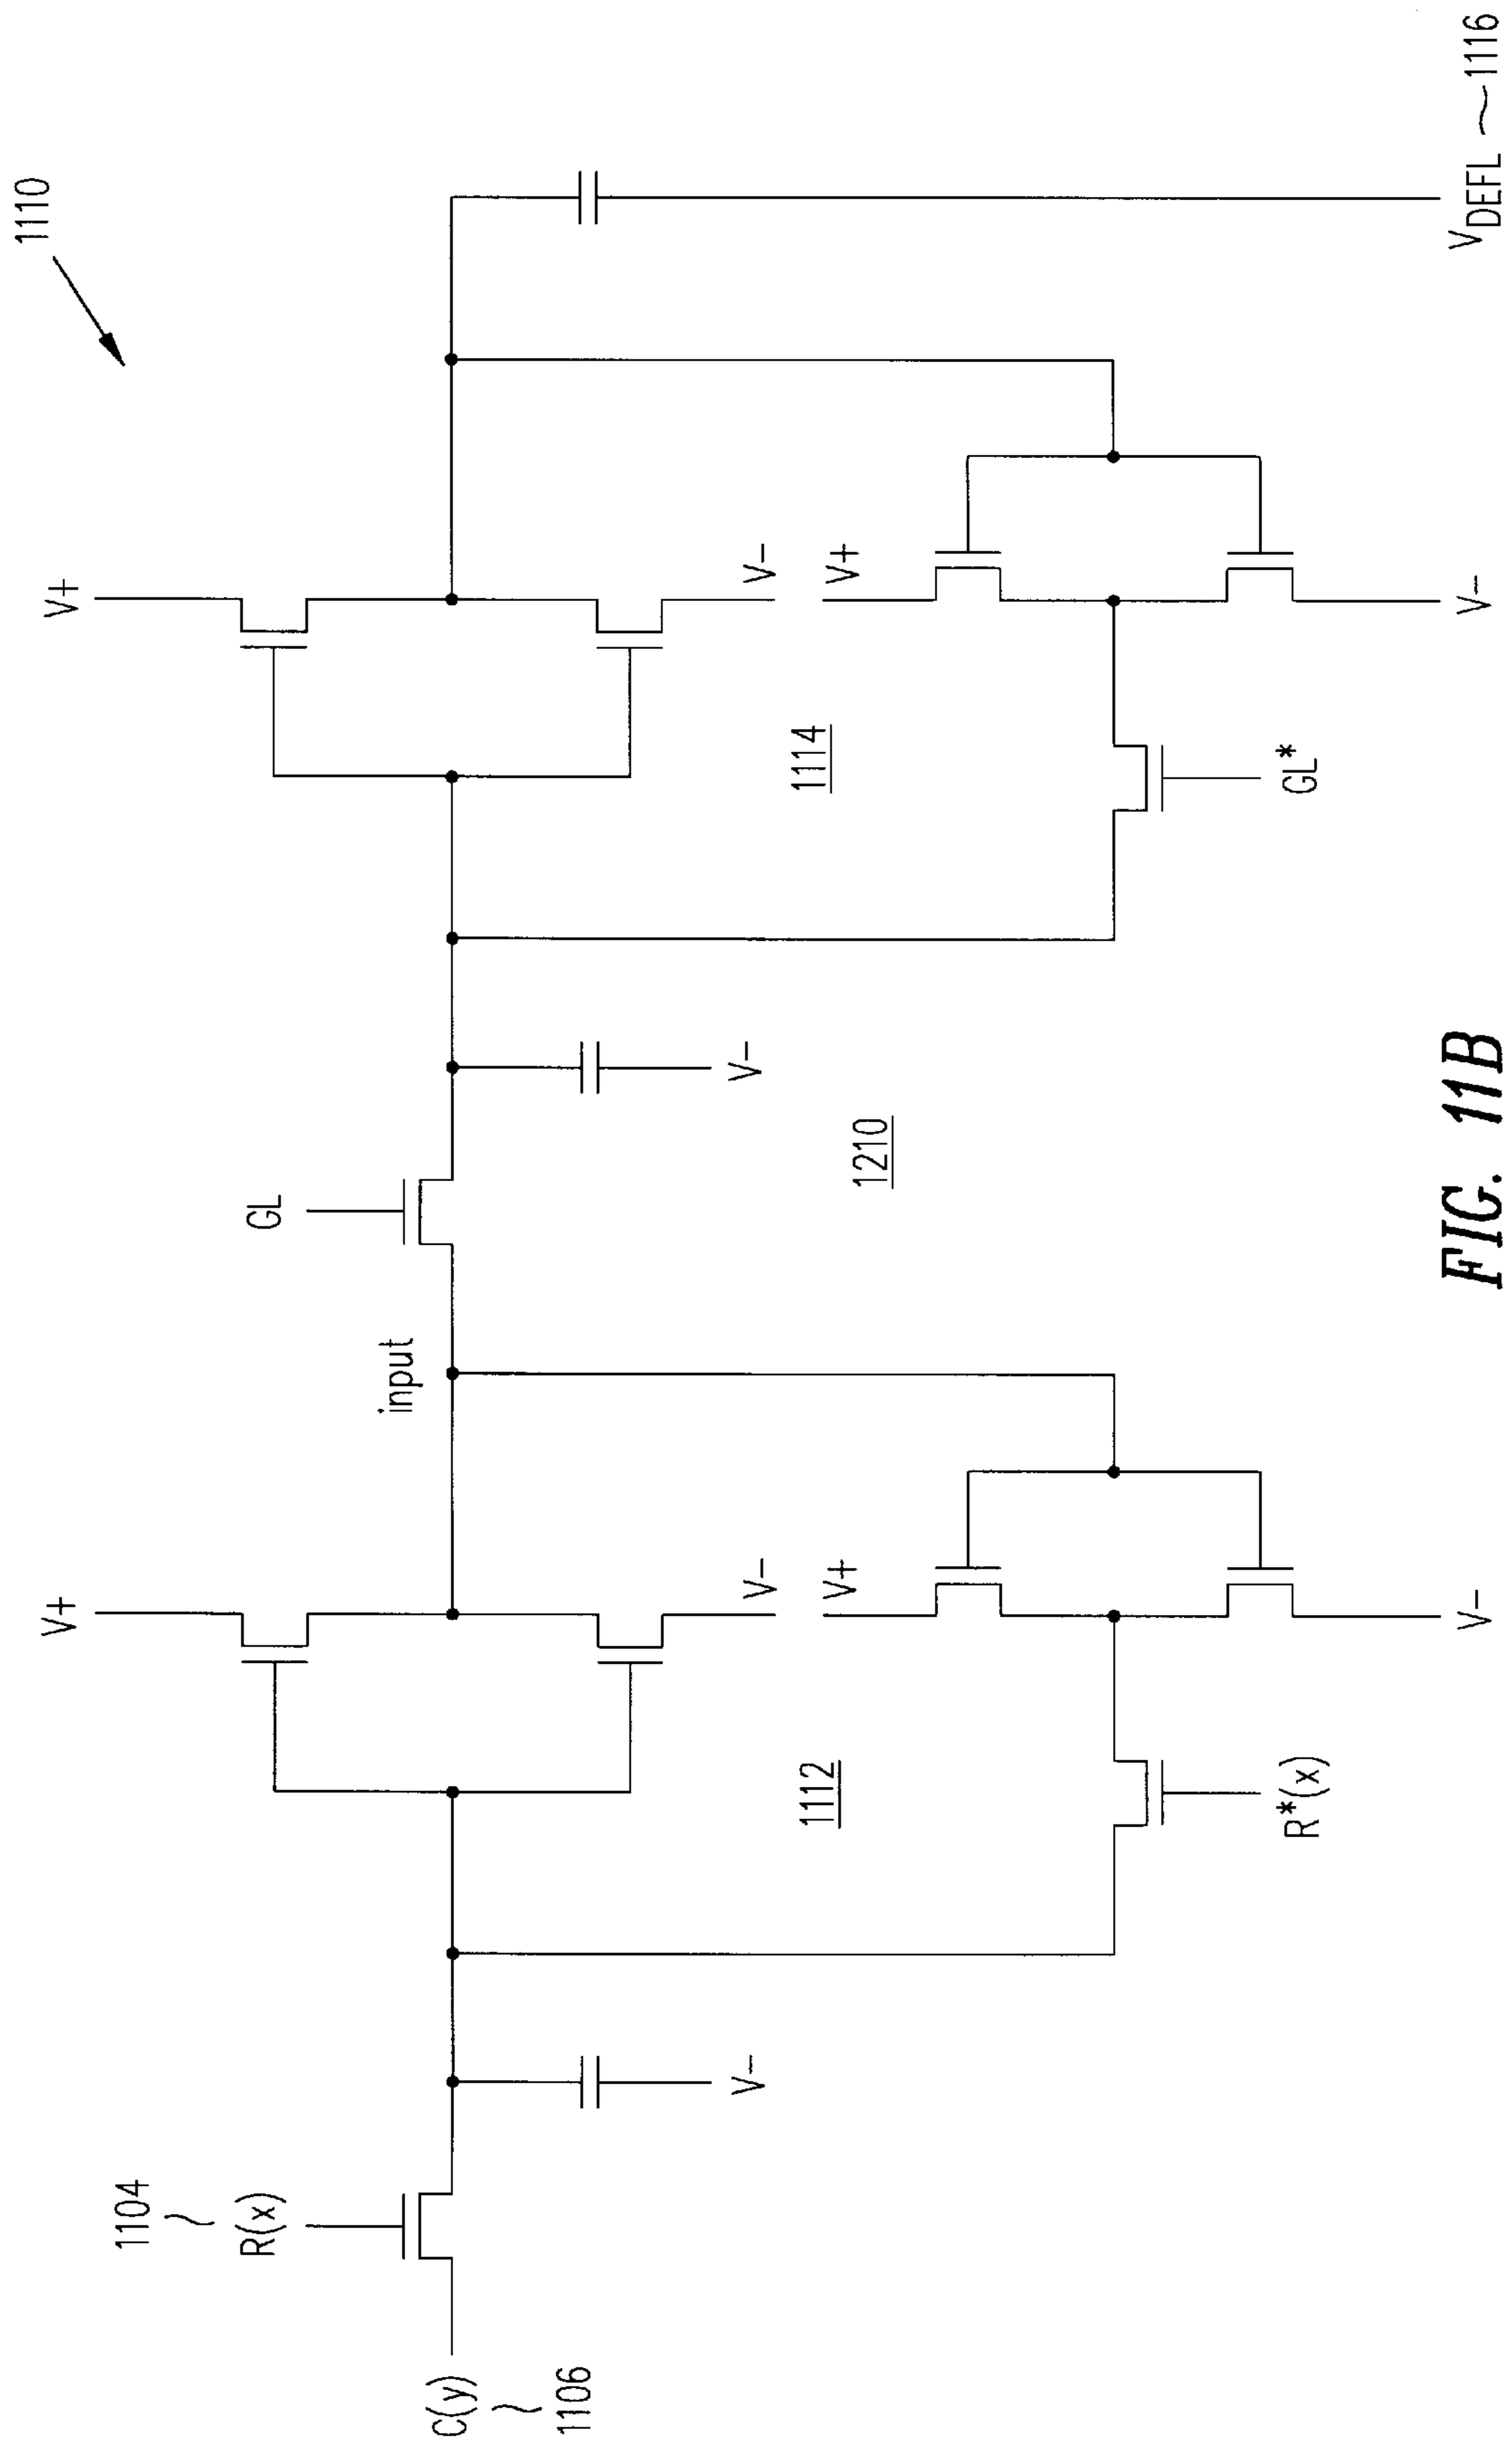 1110
V+
V+
GL
input
1104
R(x)
C(y)
1106
V-
V-
V-
V-
V+
V+
1112
1114
1210
R*(x)
GL*
V-
V-
VDEFL ~ 1116
FIG. 11B